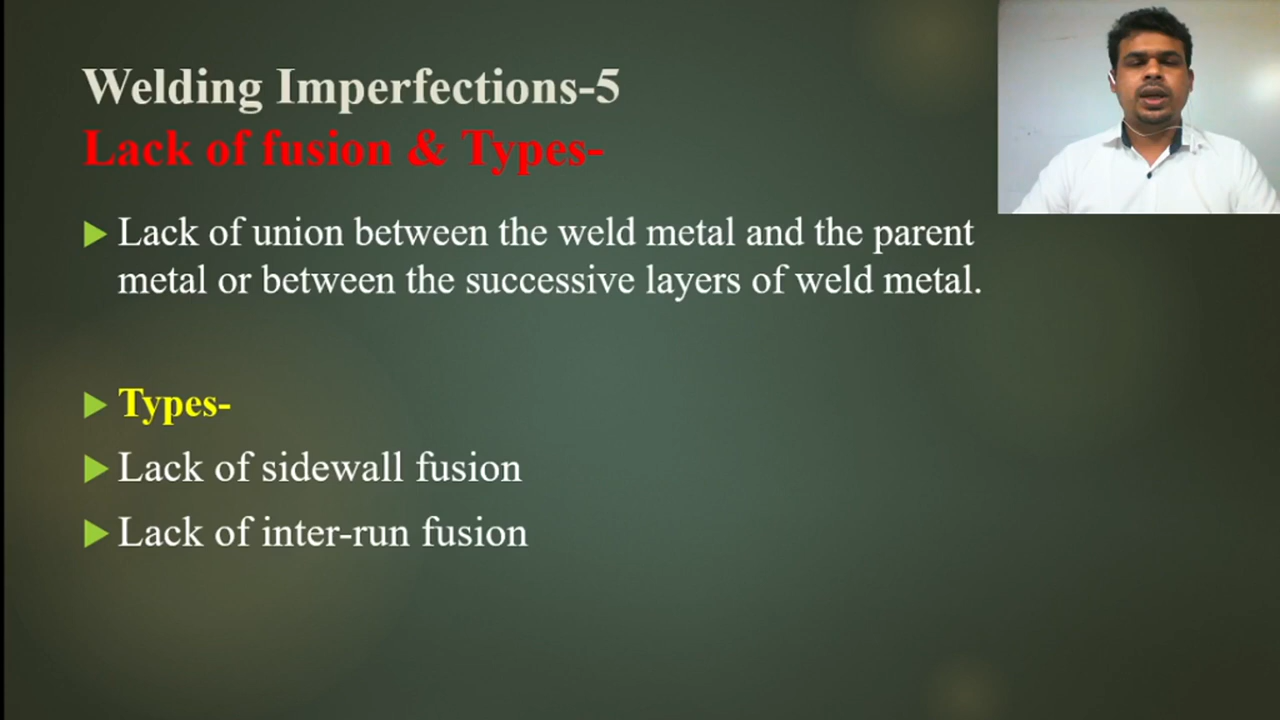 Welding Imperfections-5
Lack of fusion & Types-
Lack of union between the weld metal and the parent
metal or between the successive layers of weld metal.
Types-
Lack of sidewall fusion
Lack of inter-run fusion